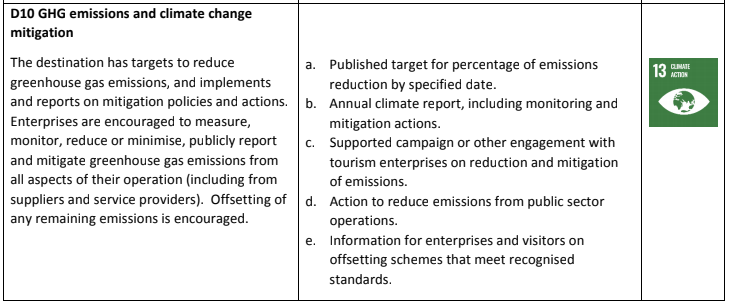 D10 GHG emissions and climate change
mitigation
The destination has targets to reduce
greenhouse gas emissions, and implements
and reports on mitigation policies and actions.
Enterprises are encouraged to measure,
monitor, reduce or minimise, publicly report
and mitigate greenhouse gas emissions from
all aspects of their operation (including from
suppliers and service providers).  Offsetting of
any remaining emissions is encouraged.
a. Published target for percentage of emissions
reduction by specified date.
b. Annual climate report, including monitoring and
mitigation actions.
c. Supported campaign or other engagement with
tourism enterprises on reduction and mitigation
of emissions.
d. Action to reduce emissions from public sector
operations.
e. Information for enterprises and visitors on
offsetting schemes that meet recognised
standards.
13 CLIMATE
ACTION